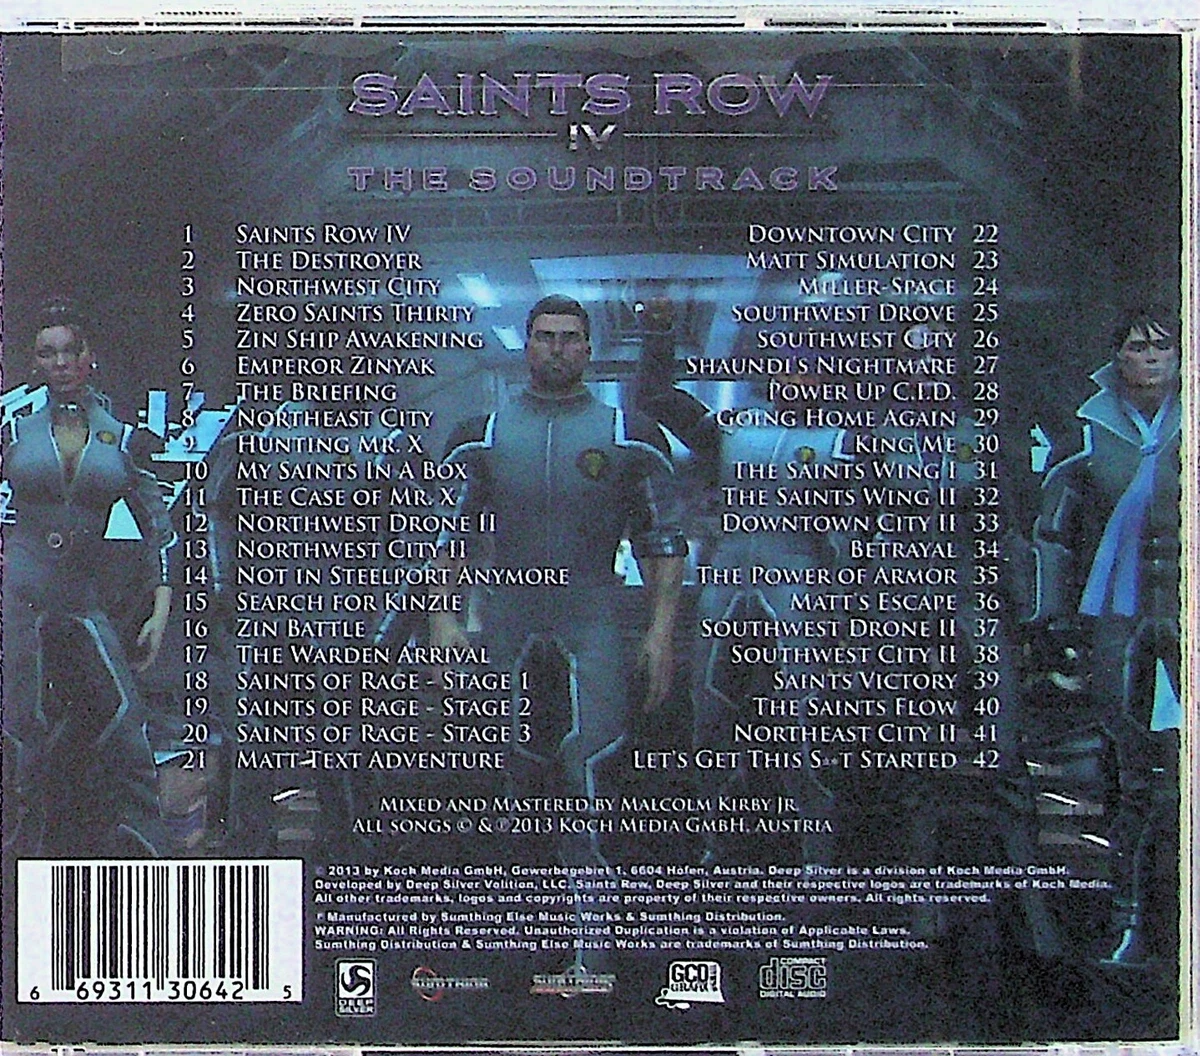 SAINTS ROW
IV
THE SOUNDTRACK
1 SAINTS ROW IV
2 THE DESTROYER
3 NORTHWEST CITY
4 ZERO SAINTS THIRTY
5 ZIN SHIP AWAKENING
6 EMPEROR ZINYAK
7 THE BRIEFING
8 NORTHEAST CITY
9 HUNTING MR. X
10 MY SAINTS IN A BOX
11 THE CASE OF MR. X
12 NORTHWEST DRONE II
13 NORTHWEST CITY II
14 NOT IN STEELPORT ANYMORE
15 SEARCH FOR KINZIE
16 ZIN BATTLE
17 THE WARDEN ARRIVAL
18 SAINTS OF RAGE - STAGE 1
19 SAINTS OF RAGE - STAGE 2
20 SAINTS OF RAGE - STAGE 3
21 MATT-TEXT ADVENTURE
DOWNTOWN CITY 22
MATT SIMULATION 23
MILLER-SPACE 24
SOUTHWEST DROVE 25
SOUTHWEST CITY 26
SHAUNDI'S NIGHTMARE 27
POWER UP C.I.D. 28
GOING HOME AGAIN 29
KING ME 30
THE SAINTS WING I 31
THE SAINTS WING II 32
DOWNTOWN CITY II 33
BETRAYAL 34
THE POWER OF ARMOR 35
MATT'S ESCAPE 36
SOUTHWEST DRONE II 37
SOUTHWEST CITY II 38
SAINTS VICTORY 39
THE SAINTS FLOW 40
NORTHEAST CITY II 41
LET'S GET THIS S**T STARTED 42
MIXED AND MASTERED BY MALCOLM KIRBY JR.
ALL SONGS © & ℗2013 KOCH MEDIA GMBH, AUSTRIA
© 2013 by Koch Media GmbH, Gewerbegebiet 1, 6604 Hofen, Austria. Deep Silver is a division of Koch Media GmbH.
Developed by Deep Silver Volition, LLC. Saints Row, Deep Silver and their respective logos are trademarks of Koch Media.
All other trademarks, logos and copyrights are property of their respective owners. All rights reserved.
℗ Manufactured by Sumthing Else Music Works & Sumthing Distribution.
WARNING: All Rights Reserved. Unauthorized Duplication is a violation of Applicable Laws.
Sumthing Distribution & Sumthing Else Music Works are trademarks of Sumthing Distribution.
6 69311 30642 5
DEEP SILVER
GCO
COMPACT
disc
DIGITAL AUDIO